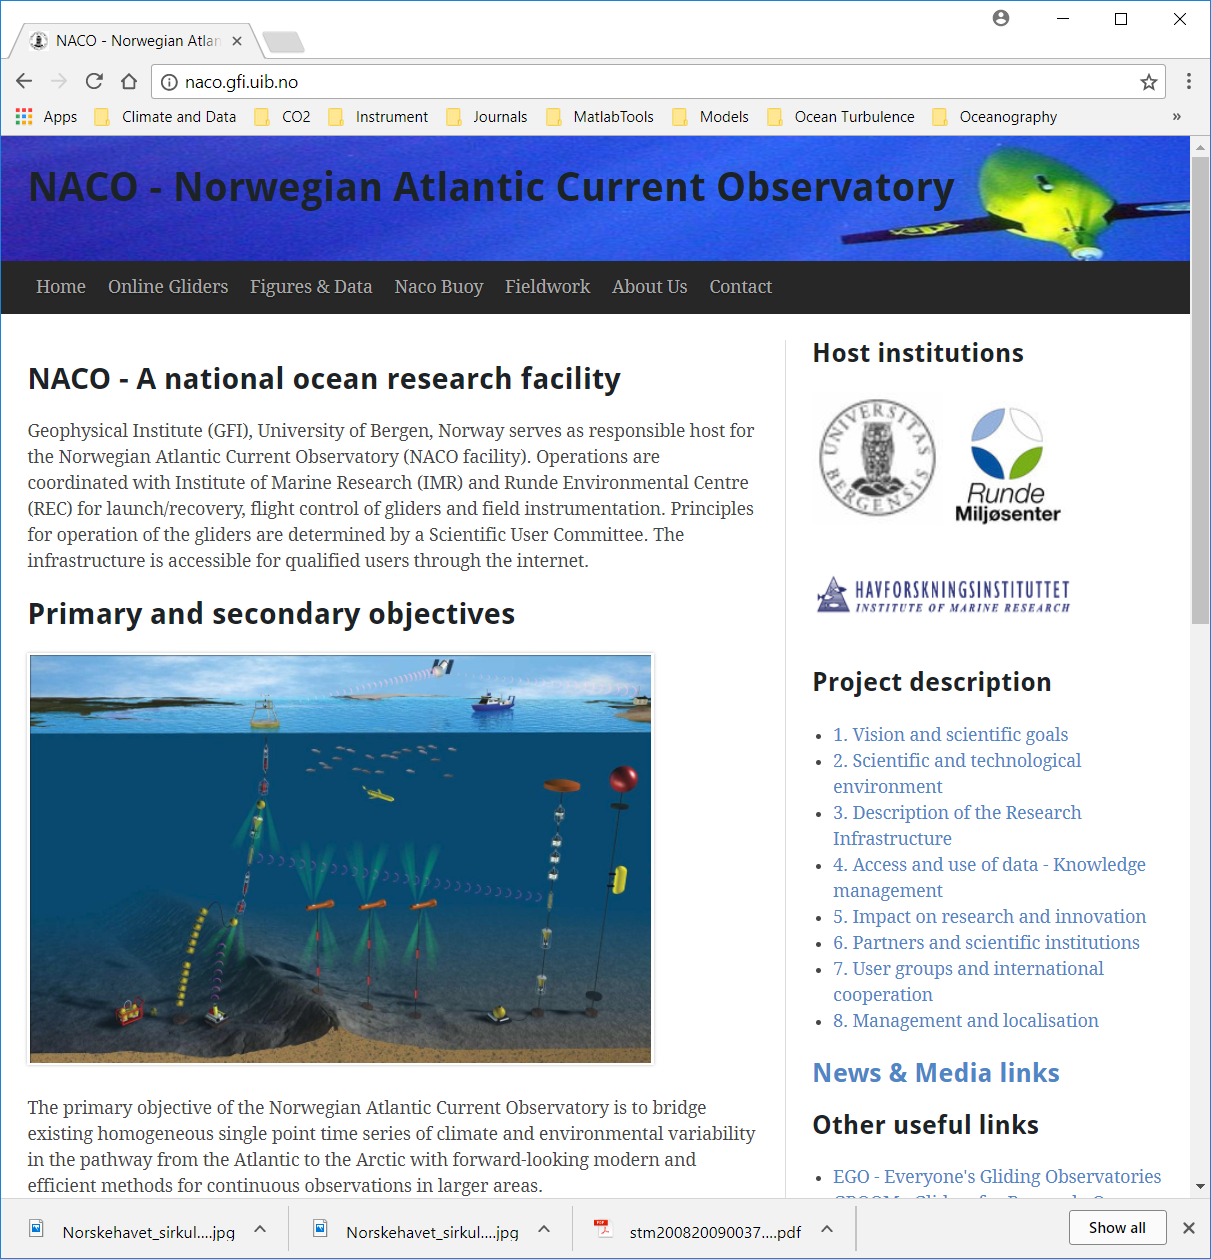 NACO - Norwegian Atlan
naco.gfi.uib.no
Apps Climate and Data CO2 Instrument Journals MatlabTools Models Ocean Turbulence Oceanography »
NACO - Norwegian Atlantic Current Observatory
Home Online Gliders Figures & Data Naco Buoy Fieldwork About Us Contact
NACO - A national ocean research facility
Geophysical Institute (GFI), University of Bergen, Norway serves as responsible host for
the Norwegian Atlantic Current Observatory (NACO facility). Operations are
coordinated with Institute of Marine Research (IMR) and Runde Environmental Centre
(REC) for launch/recovery, flight control of gliders and field instrumentation. Principles
for operation of the gliders are determined by a Scientific User Committee. The
infrastructure is accessible for qualified users through the internet.
Primary and secondary objectives
The primary objective of the Norwegian Atlantic Current Observatory is to bridge
existing homogeneous single point time series of climate and environmental variability
in the pathway from the Atlantic to the Arctic with forward-looking modern and
efficient methods for continuous observations in larger areas.
Host institutions
UNIVERSITAS BERGENSIS
Runde
Miljøsenter
HAVFORSKNINGSINSTITUTTET
INSTITUTE OF MARINE RESEARCH
Project description
1. Vision and scientific goals
2. Scientific and technological
environment
3. Description of the Research
Infrastructure
4. Access and use of data - Knowledge
management
5. Impact on research and innovation
6. Partners and scientific institutions
7. User groups and international
cooperation
8. Management and localisation
News & Media links
Other useful links
EGO - Everyone's Gliding Observatories
Norskehavet_sirkul....jpg Norskehavet_sirkul....jpg stm200820090037....pdf Show all